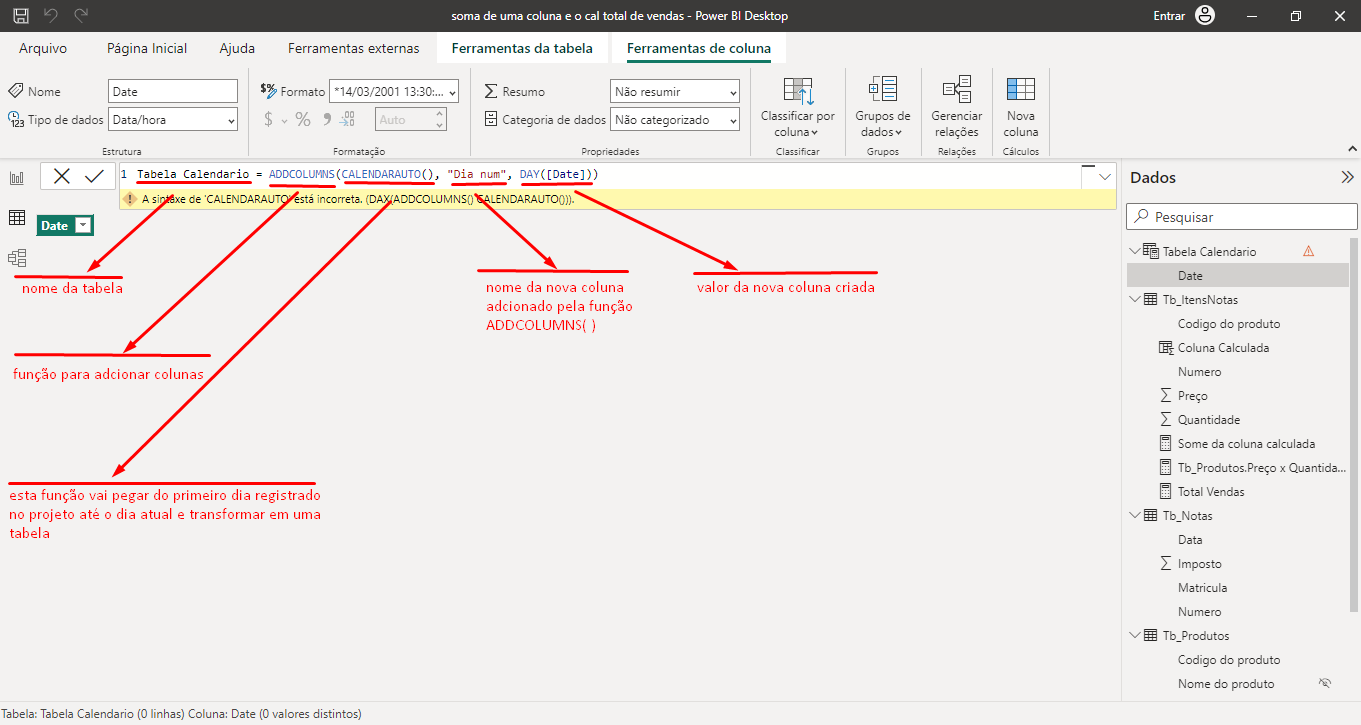 soma de uma coluna e o cal total de vendas - Power BI Desktop
Entrar
Arquivo
Página Inicial
Ajuda
Ferramentas externas
Ferramentas da tabela
Ferramentas de coluna
Nome
Date
Tipo de dados
Data/hora
Estrutura
Formato
*14/03/2001 13:30:...
$
%
Auto
Formatação
Resumo
Não resumir
Categoria de dados
Não categorizado
Propriedades
Classificar por
coluna
Classificar
Grupos de
dados
Grupos
Gerenciar
relações
Relações
Nova
coluna
Cálculos
1 Tabela Calendario = ADDCOLUMNS(CALENDARAUTO(), "Dia num", DAY([Date]))
A sintaxe de 'CALENDARAUTO' está incorreta. (DAX(ADDCOLUMNS() CALENDARAUTO())).
Date
nome da tabela
função para adcionar colunas
esta função vai pegar do primeiro dia registrado
no projeto até o dia atual e transformar em uma
tabela
nome da nova coluna
adcionado pela função
ADDCOLUMNS( )
valor da nova coluna criada
Dados
Pesquisar
Tabela Calendario
Date
Tb_ItensNotas
Codigo do produto
Coluna Calculada
Numero
Preço
Quantidade
Some da coluna calculada
Tb_Produtos.Preço x Quantida...
Total Vendas
Tb_Notas
Data
Imposto
Matricula
Numero
Tb_Produtos
Codigo do produto
Nome do produto
Tabela: Tabela Calendario (0 linhas) Coluna: Date (0 valores distintos)